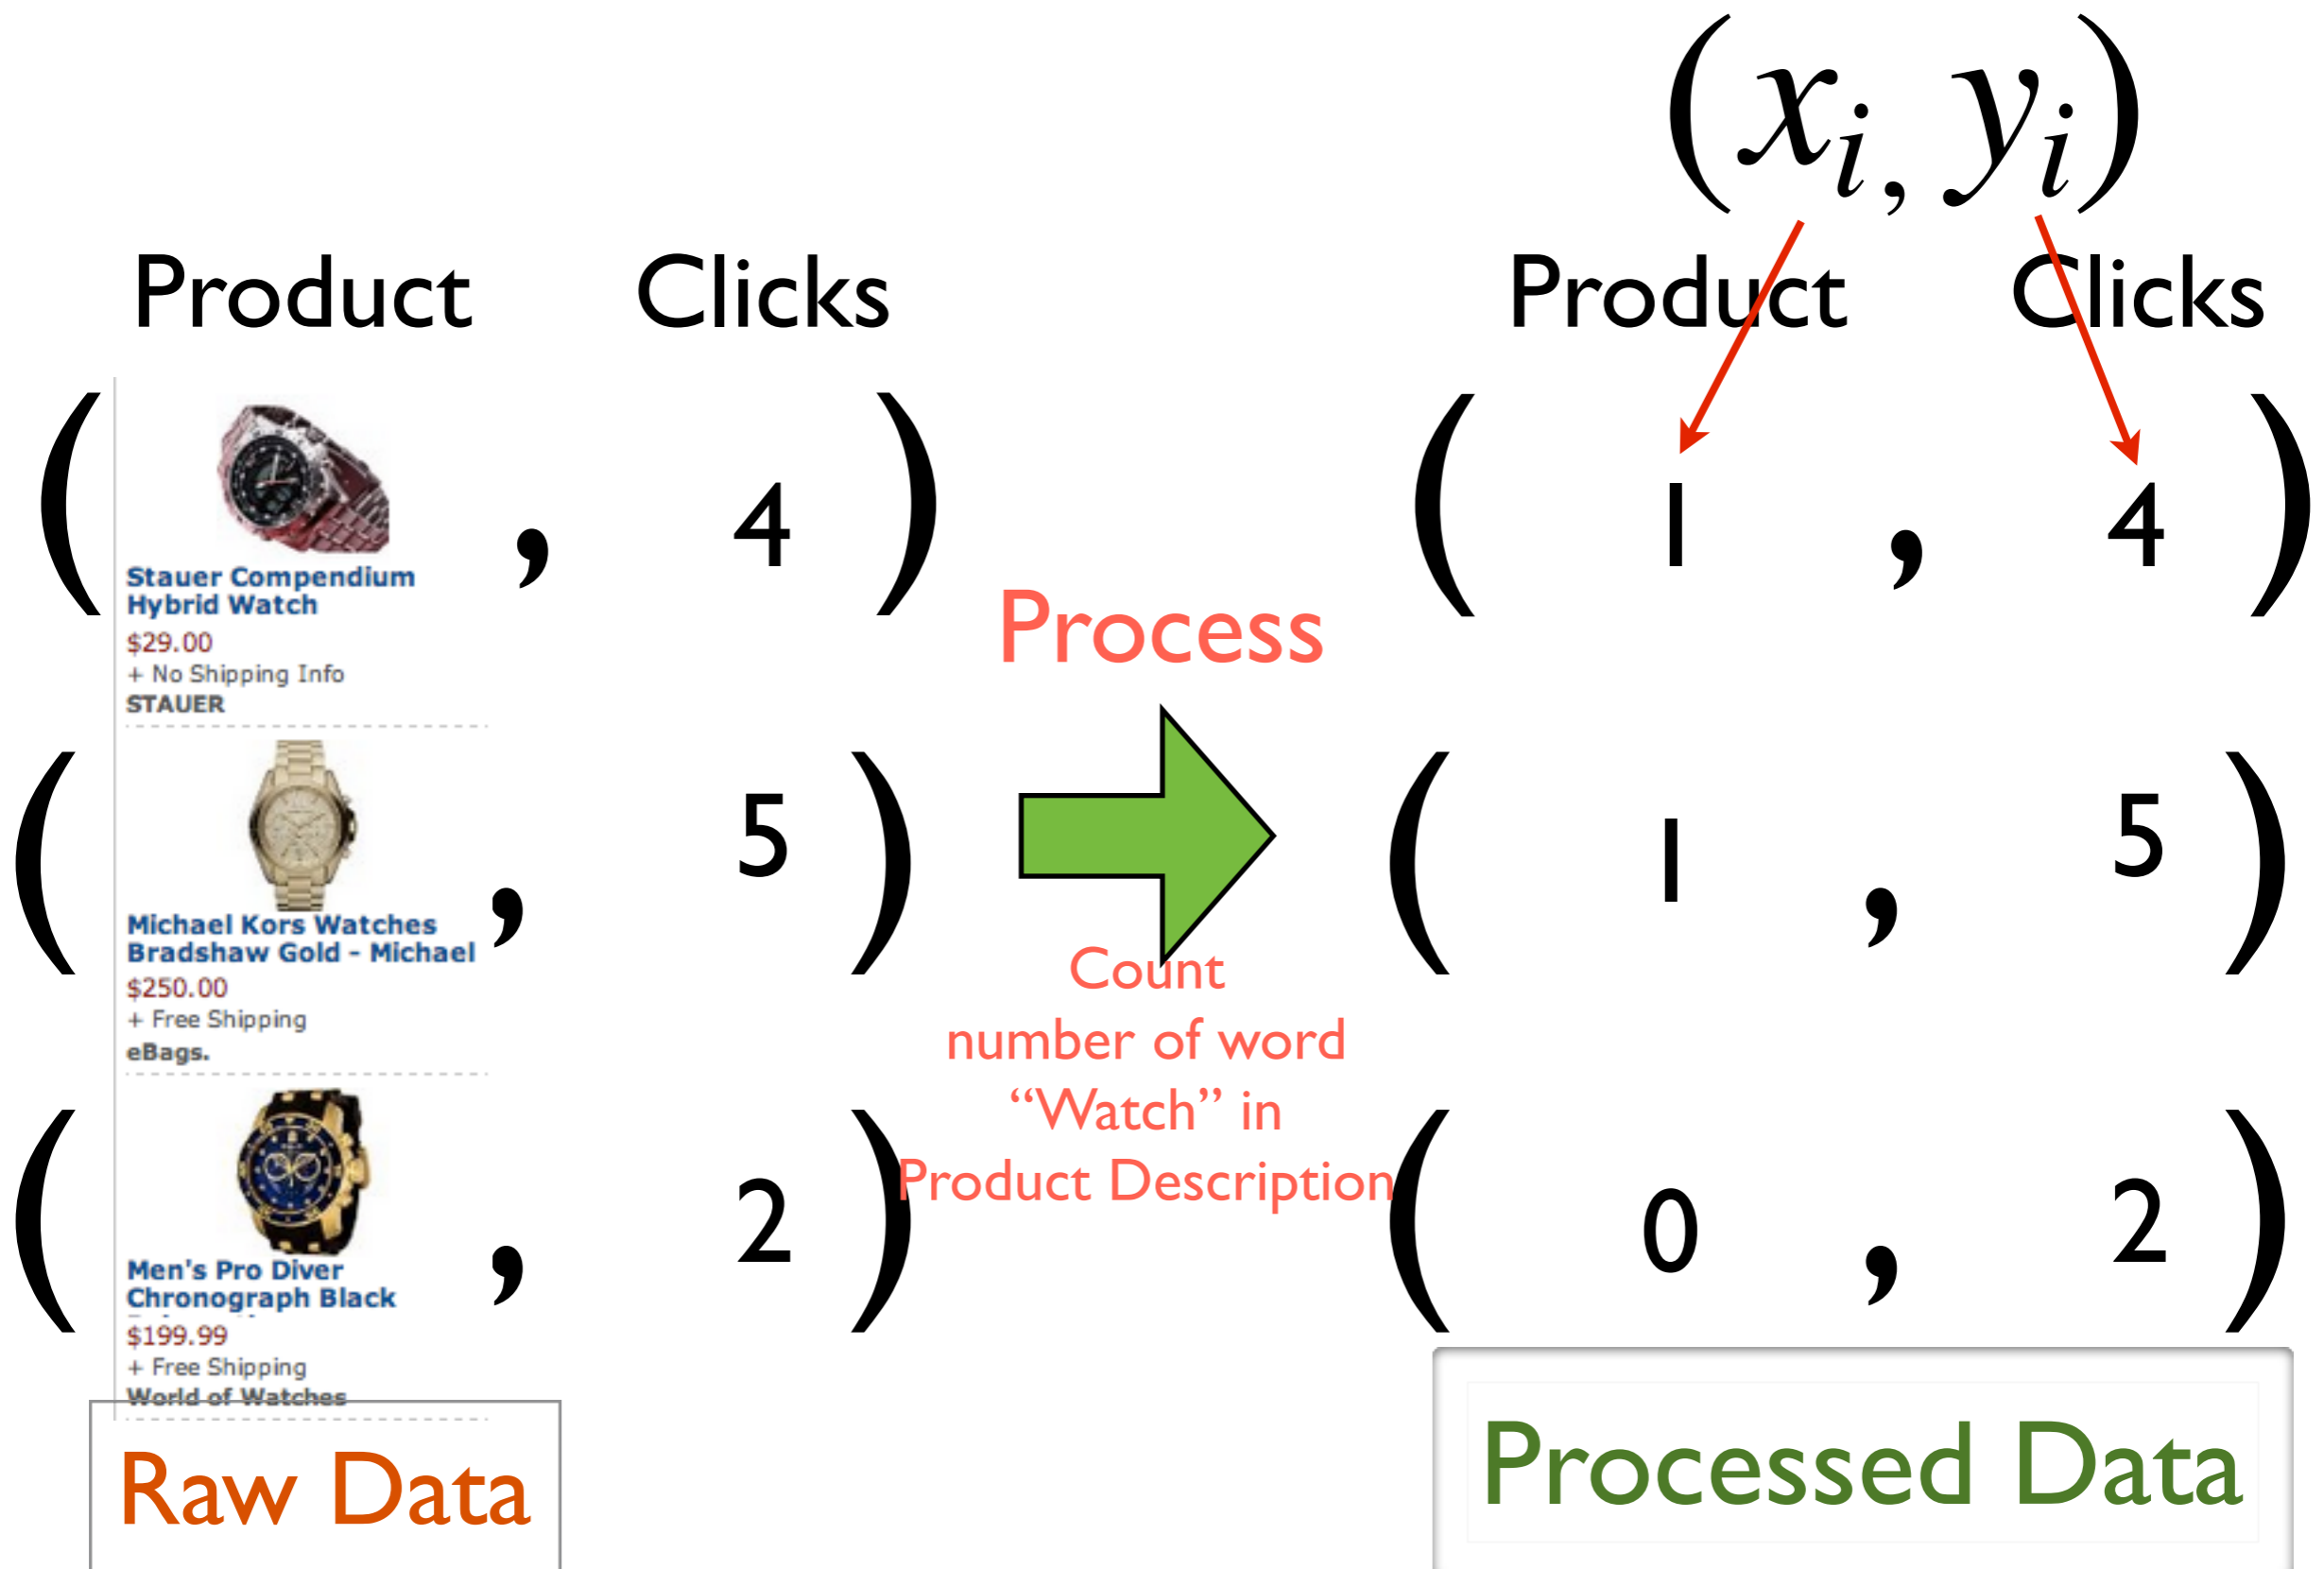 (xi, yi)
Product Clicks
Product Clicks
( , 4 )
Stauer Compendium
Hybrid Watch
$29.00
+ No Shipping Info
STAUER
( , 5 )
Michael Kors Watches
Bradshaw Gold - Michael
$250.00
+ Free Shipping
eBags.
( , 2 )
Men's Pro Diver
Chronograph Black
$199.99
+ Free Shipping
World of Watches
Raw Data
Process
Count
number of word
“Watch” in
Product Description
( 1 , 4 )
( 1 , 5 )
( 0 , 2 )
Processed Data